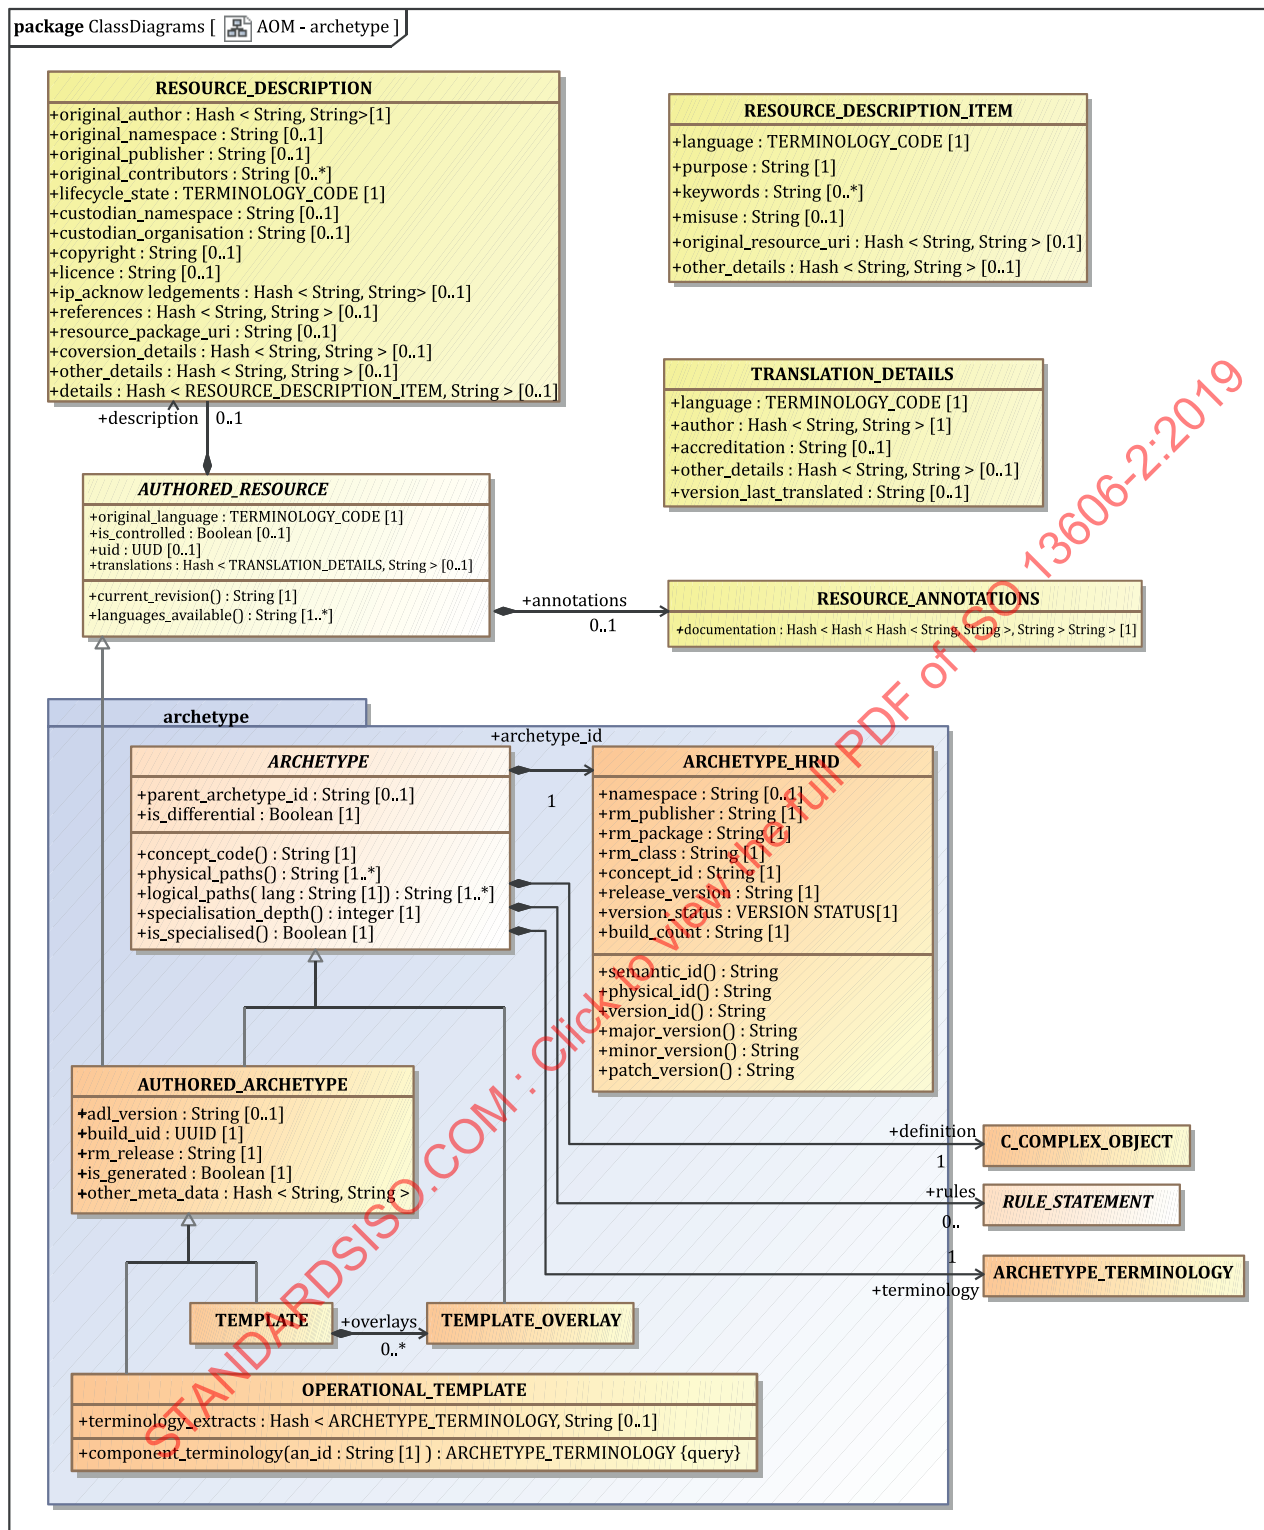 package ClassDiagrams [ AOM - archetype ]
RESOURCE_DESCRIPTION
+original_author : Hash < String, String>[1]
+original_namespace : String [0..1]
+original_publisher : String [0..1]
+original_contributors : String [0..*]
+lifecycle_state : TERMINOLOGY_CODE [1]
+custodian_namespace : String [0..1]
+custodian_organisation : String [0..1]
+copyright : String [0..1]
+licence : String [0..1]
+ip_acknow ledgements : Hash < String, String> [0..1]
+references : Hash < String, String > [0..1]
+resource_package_uri : String [0..1]
+coversion_details : Hash < String, String > [0..1]
+other_details : Hash < String, String > [0..1]
+details : Hash < RESOURCE_DESCRIPTION_ITEM, String > [0..1]
RESOURCE_DESCRIPTION_ITEM
+language : TERMINOLOGY_CODE [1]
+purpose : String [1]
+keywords : String [0..*]
+misuse : String [0..1]
+original_resource_uri : Hash < String, String > [0.1]
+other_details : Hash < String, String > [0..1]
TRANSLATION_DETAILS
+language : TERMINOLOGY_CODE [1]
+author : Hash < String, String > [1]
+accreditation : String [0..1]
+other_details : Hash < String, String > [0..1]
+version_last_translated : String [0..1]
+description 0..1
AUTHORED_RESOURCE
+original_language : TERMINOLOGY_CODE [1]
+is_controlled : Boolean [0..1]
+uid : UUD [0..1]
+translations : Hash < TRANSLATION_DETAILS, String > [0..1]
+current_revision() : String [1]
+languages_available() : String [1..*]
+annotations
0..1
RESOURCE_ANNOTATIONS
+documentation : Hash < Hash < Hash < String, String >, String > String > [1]
archetype
ARCHETYPE
+parent_archetype_id : String [0..1]
+is_differential : Boolean [1]
+concept_code() : String [1]
+physical_paths() : String [1..*]
+logical_paths( lang : String [1]) : String [1..*]
+specialisation_depth() : integer [1]
+is_specialised() : Boolean [1]
+archetype_id
1
ARCHETYPE_HRID
+namespace : String [0..1]
+rm_publisher : String [1]
+rm_package : String [1]
+rm_class : String [1]
+concept_id : String [1]
+release_version : String [1]
+version_status : VERSION STATUS[1]
+build_count : String [1]
+semantic_id() : String
+physical_id() : String
+version_id() : String
+major_version() : String
+minor_version() : String
+patch_version() : String
AUTHORED_ARCHETYPE
+adl_version : String [0..1]
+build_uid : UUID [1]
+rm_release : String [1]
+is_generated : Boolean [1]
+other_meta_data : Hash < String, String >
+definition
1
C_COMPLEX_OBJECT
+rules
0..
RULE_STATEMENT
1
+terminology
ARCHETYPE_TERMINOLOGY
TEMPLATE
+overlays
0..*
TEMPLATE_OVERLAY
OPERATIONAL_TEMPLATE
+terminology_extracts : Hash < ARCHETYPE_TERMINOLOGY, String [0..1]
+component_terminology(an_id : String [1] ) : ARCHETYPE_TERMINOLOGY {query}
STANDARDSISO.COM : Click to view the full PDF of ISO 13606-2:2019